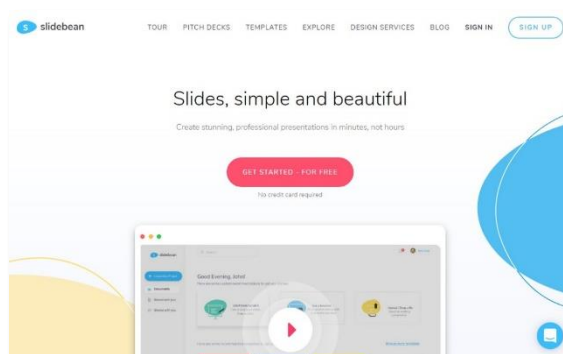 slidebean
TOUR PITCH DECKS TEMPLATES EXPLORE DESIGN SERVICES BLOG SIGN IN SIGN UP
Slides, simple and beautiful
Create stunning, professional presentations in minutes, not hours
GET STARTED - FOR FREE
No credit card required
slidebean
Good Evening, John!